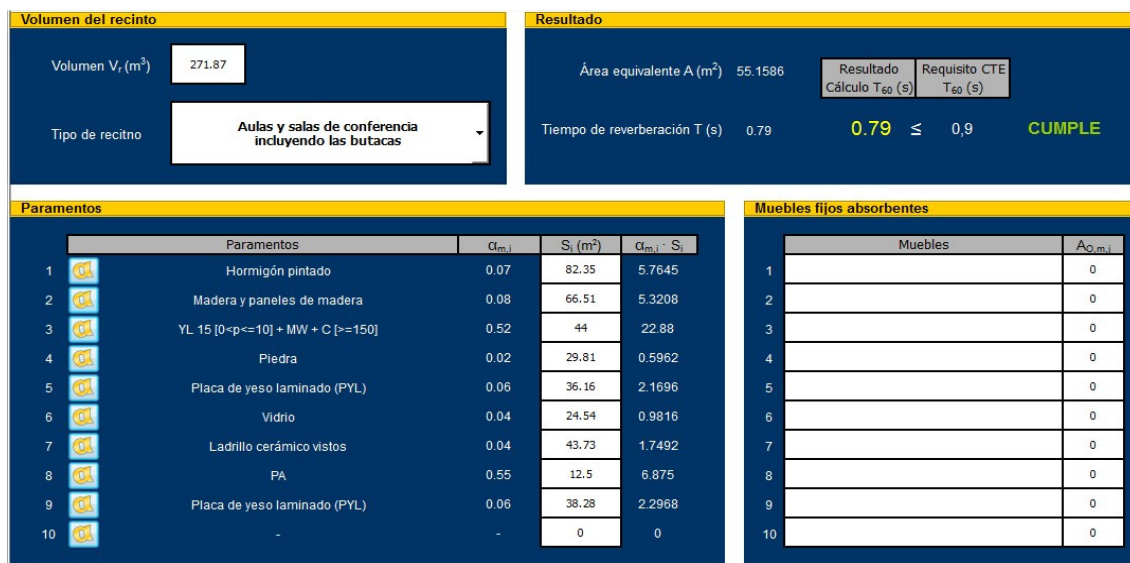 Volumen del recinto
Volumen Vr (m³) 271.87
Tipo de recitno Aulas y salas de conferencia
incluyendo las butacas
Resultado
Área equivalente A (m²) 55.1586
Resultado Requisito CTE
Cálculo T60 (s) T60 (s)
Tiempo de reverberación T (s) 0.79 0.79 ≤ 0,9 CUMPLE
Paramentos
Paramentos αm,i Si (m²) αm,i · Si
1 α Hormigón pintado 0.07 82.35 5.7645
2 α Madera y paneles de madera 0.08 66.51 5.3208
3 α YL 15 [0<p<=10] + MW + C [>=150] 0.52 44 22.88
4 α Piedra 0.02 29.81 0.5962
5 α Placa de yeso laminado (PYL) 0.06 36.16 2.1696
6 α Vidrio 0.04 24.54 0.9816
7 α Ladrillo cerámico vistos 0.04 43.73 1.7492
8 α PA 0.55 12.5 6.875
9 α Placa de yeso laminado (PYL) 0.06 38.28 2.2968
10 α - - 0 0
Muebles fijos absorbentes
Muebles AO,m,i
1 0
2 0
3 0
4 0
5 0
6 0
7 0
8 0
9 0
10 0